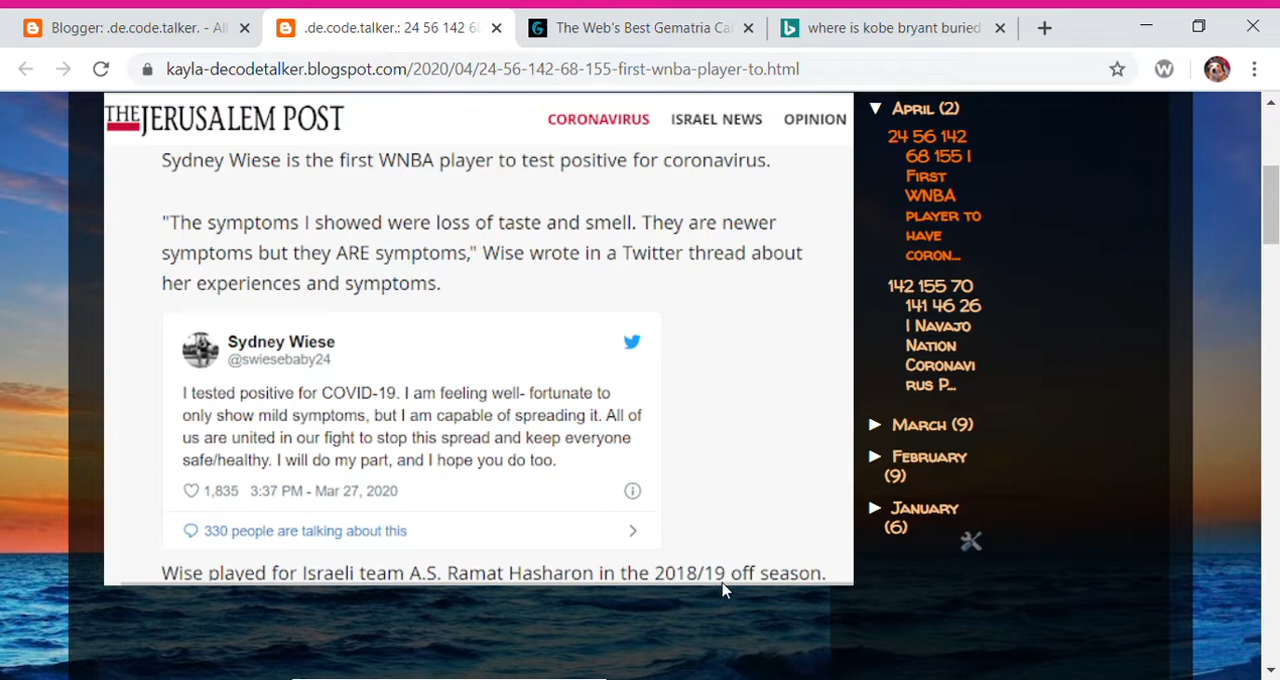 Blogger: .de.code.talker. - All
.de.code.talker.: 24 56 142 68
The Web's Best Gematria Cal
where is kobe bryant buried
kayla-decodetalker.blogspot.com/2020/04/24-56-142-68-155-first-wnba-player-to.html
THE JERUSALEM POST
CORONAVIRUS ISRAEL NEWS OPINION
Sydney Wiese is the first WNBA player to test positive for coronavirus.
"The symptoms I showed were loss of taste and smell. They are newer
symptoms but they ARE symptoms," Wise wrote in a Twitter thread about
her experiences and symptoms.
Sydney Wiese
@swiesebaby24
I tested positive for COVID-19. I am feeling well- fortunate to
only show mild symptoms, but I am capable of spreading it. All of
us are united in our fight to stop this spread and keep everyone
safe/healthy. I will do my part, and I hope you do too.
1,835 3:37 PM - Mar 27, 2020
330 people are talking about this
Wise played for Israeli team A.S. Ramat Hasharon in the 2018/19 off season.
▼ April (2)
24 56 142
68 155 |
First
WNBA
player to
have
coron...
142 155 70
141 46 26
| Navajo
Nation
Coronavi
rus P...
► March (9)
► February
(9)
► January
(6)